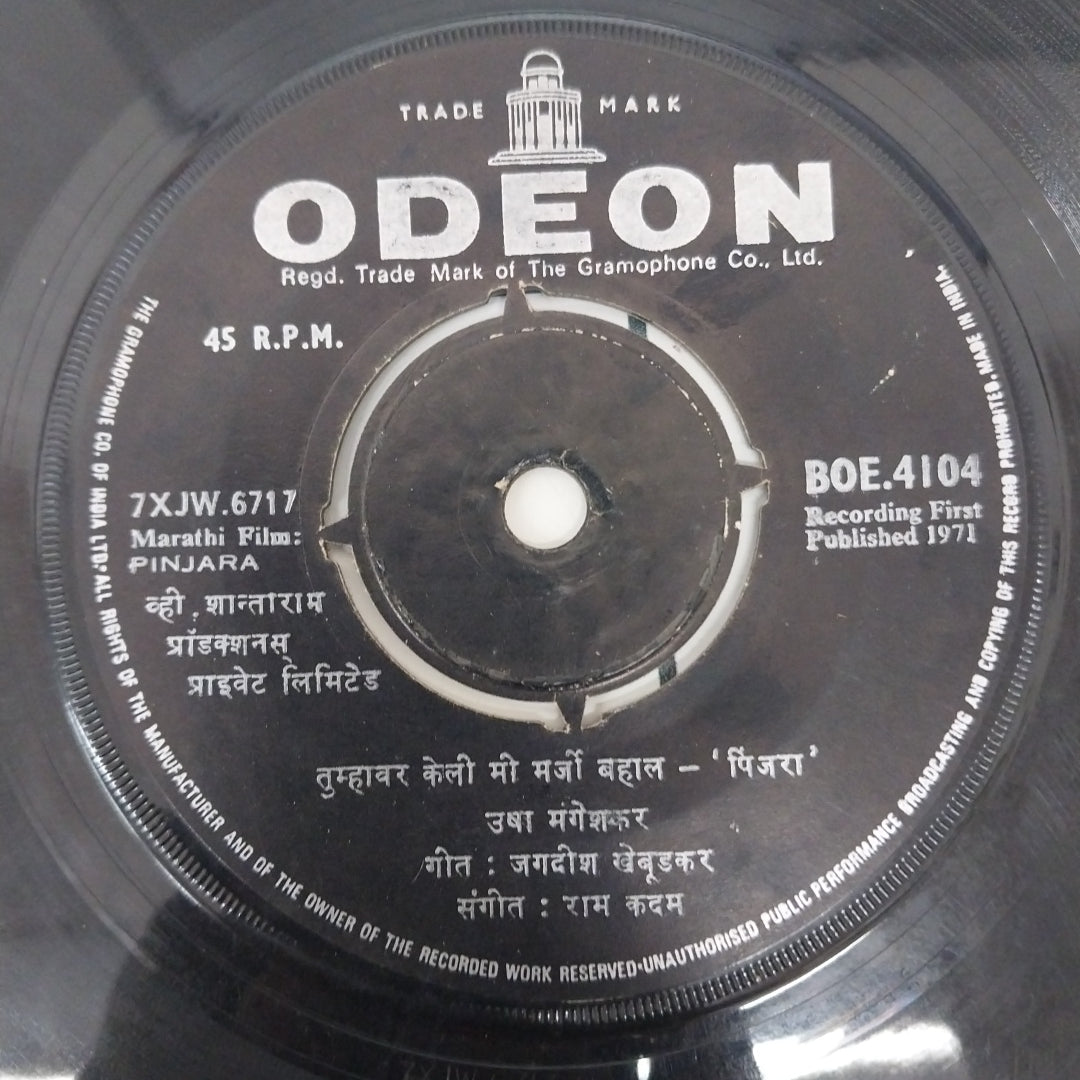 TRADE MARK
ODEON
Regd. Trade Mark of The Gramophone Co., Ltd.
45 R.P.M.
7XJW.6717
Marathi Film:
PINJARA
व्ही. शान्ताराम
प्रॉडक्शनस्
प्राइवेट लिमिटेड
BOE.4104
Recording First
Published 1971
तुम्हावर केली मी मर्जी बहाल – 'पिंजरा'
उषा मंगेशकर
गीत : जगदीश खेबूडकर
संगीत : राम कदम
THE GRAMOPHONE CO. OF INDIA LTD. ALL RIGHTS OF THE MANUFACTURER AND OF THE OWNER OF THE RECORDED WORK RESERVED·UNAUTHORISED PUBLIC PERFORMANCE BROADCASTING AND COPYING OF THIS RECORD PROHIBITED. MADE IN INDIA.